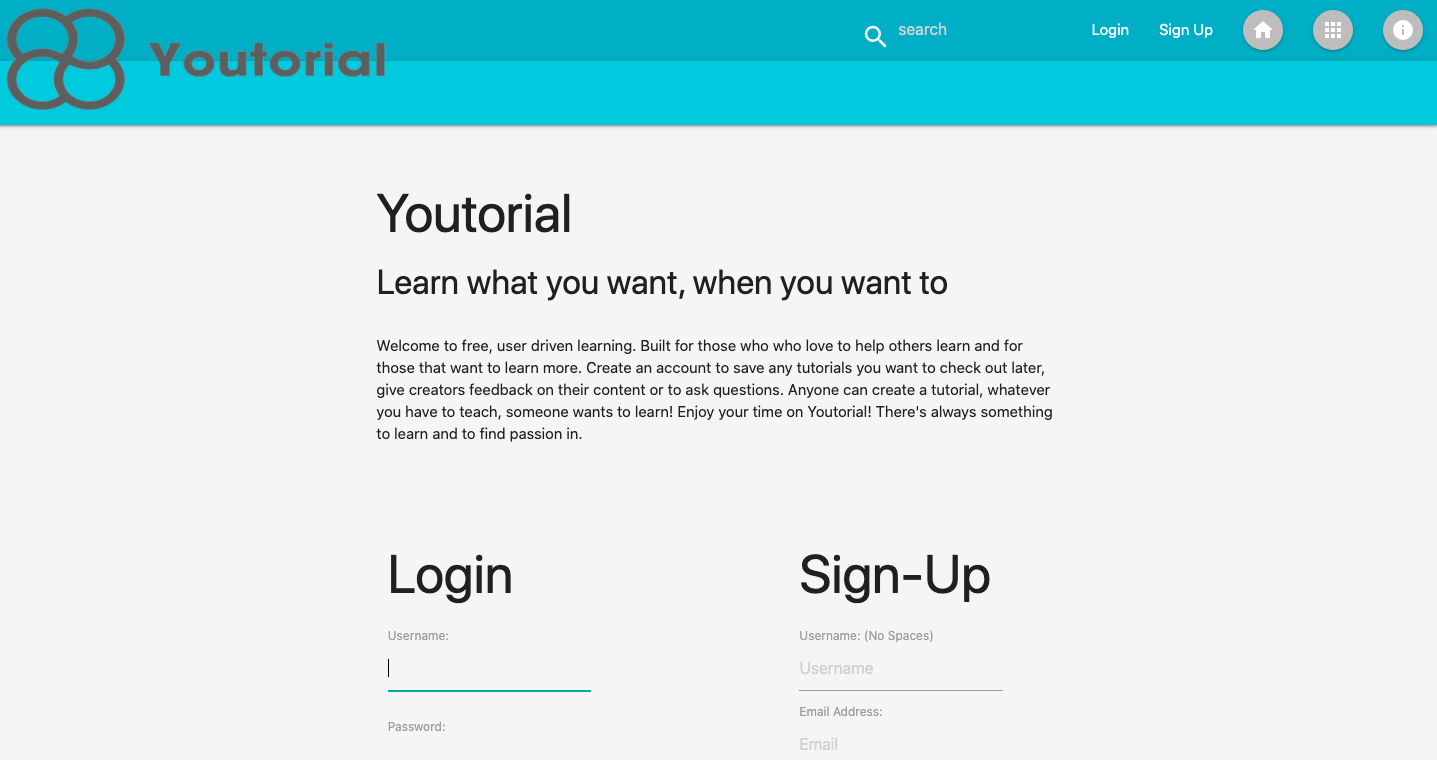 Youtorial
search
Login
Sign Up
Youtorial
Learn what you want, when you want to
Welcome to free, user driven learning. Built for those who who love to help others learn and for
those that want to learn more. Create an account to save any tutorials you want to check out later,
give creators feedback on their content or to ask questions. Anyone can create a tutorial, whatever
you have to teach, someone wants to learn! Enjoy your time on Youtorial! There's always something
to learn and to find passion in.
Login
Username:
Password:
Sign-Up
Username: (No Spaces)
Username
Email Address:
Email